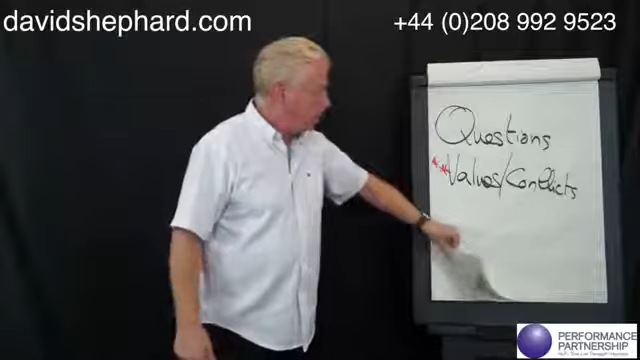 davidshephard.com
+44 (0)208 992 9523
Questions
**Values/Conflicts
PERFORMANCE
PARTNERSHIP